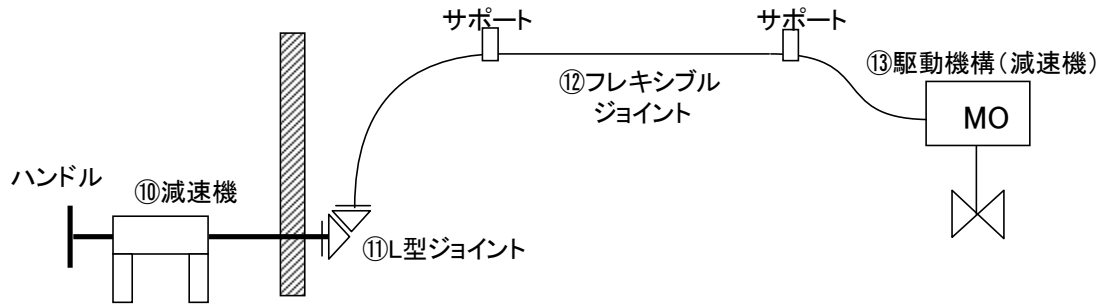 サポート
サポート
⑬駆動機構（減速機）
⑫フレキシブル
ジョイント
MO
ハンドル
⑩減速機
⑪L型ジョイント